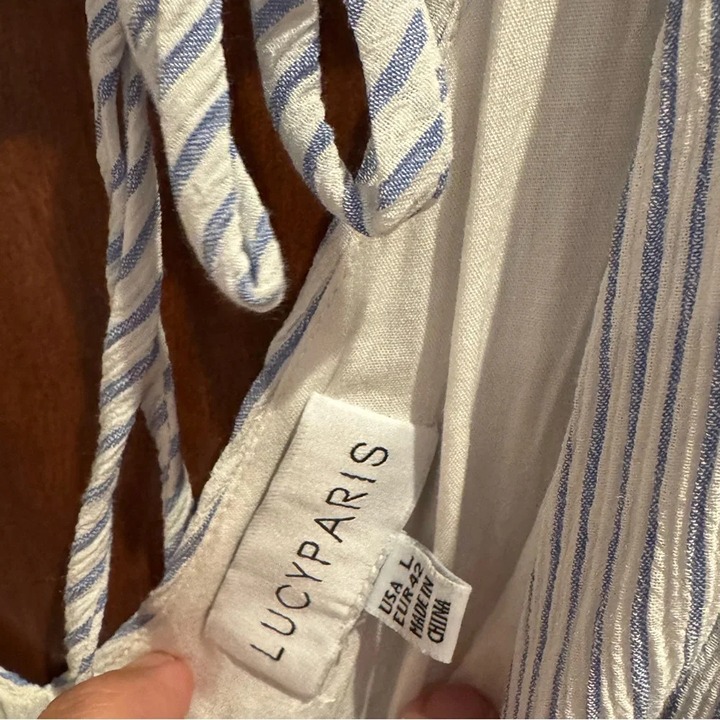 LUCYPARIS
USA L
EUR 42
MADE IN
CHINA